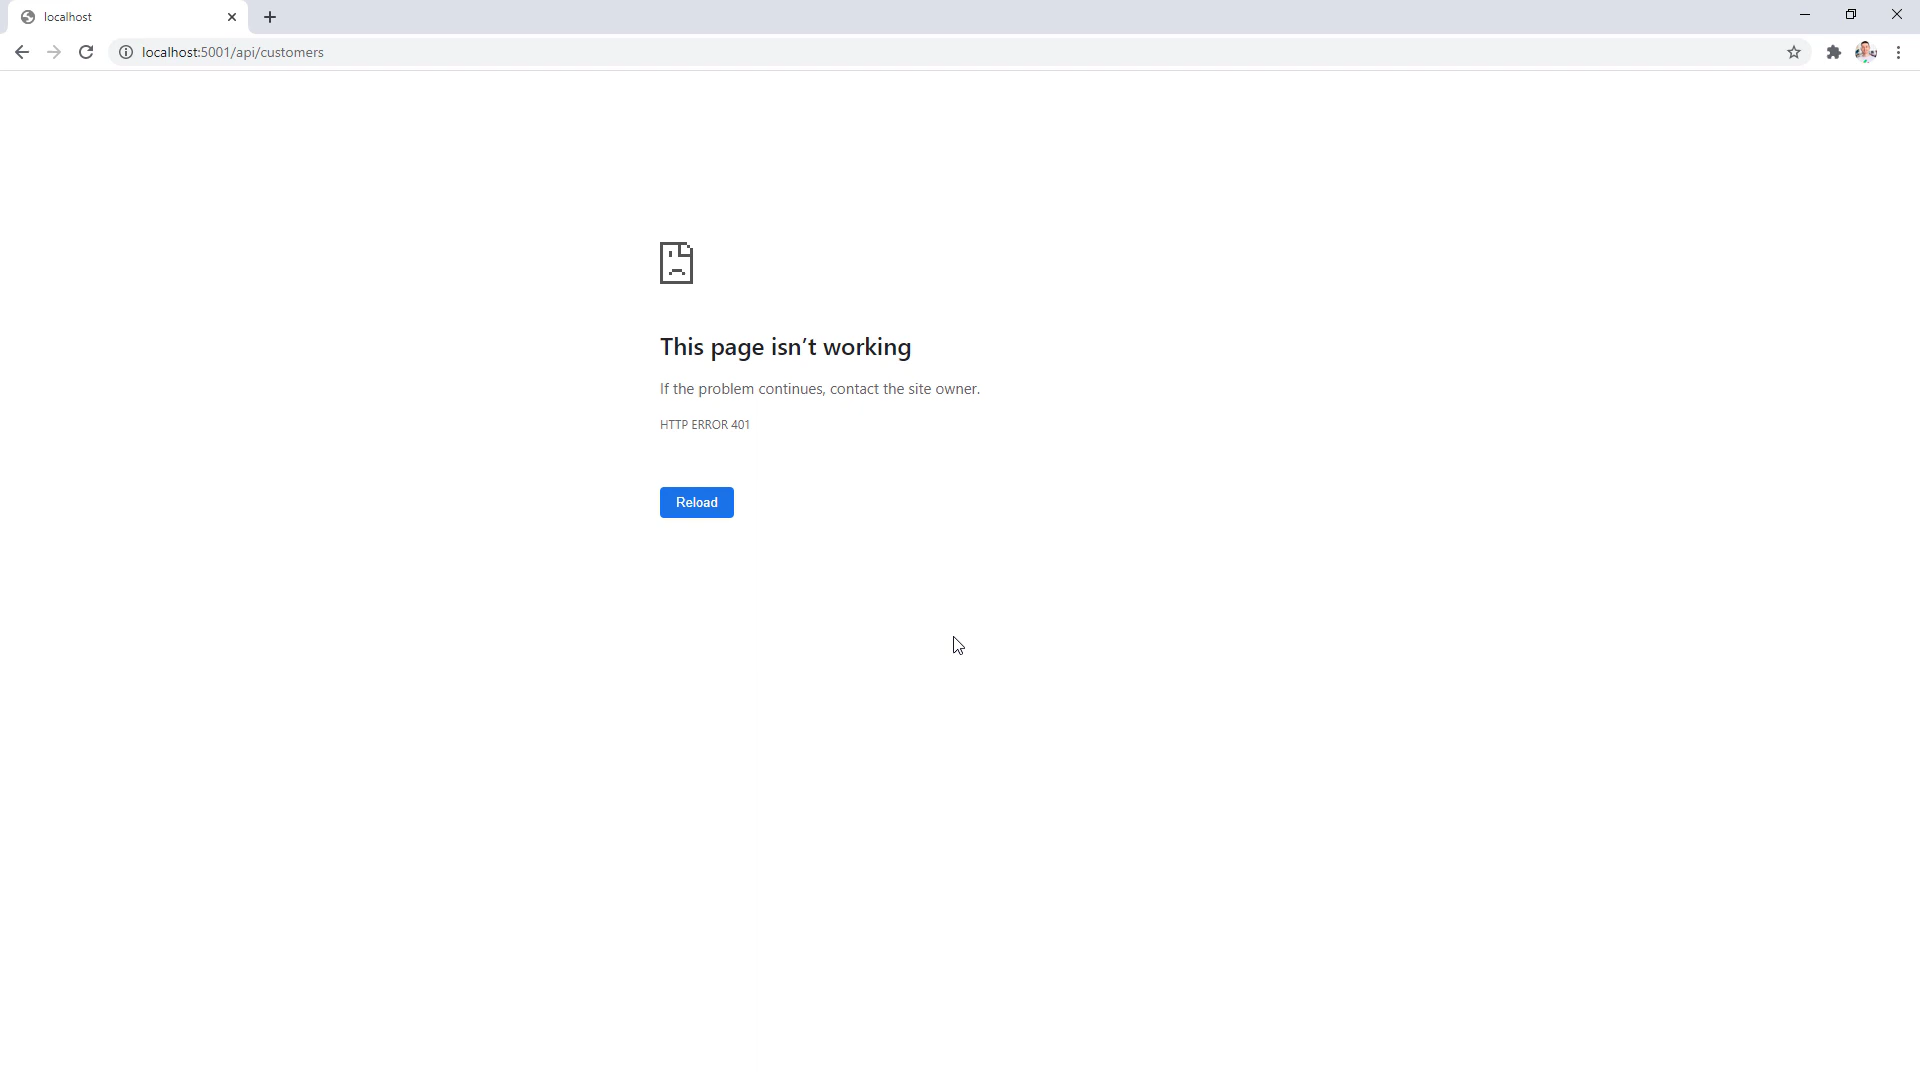 localhost
localhost:5001/api/customers
This page isn’t working
If the problem continues, contact the site owner.
HTTP ERROR 401
Reload